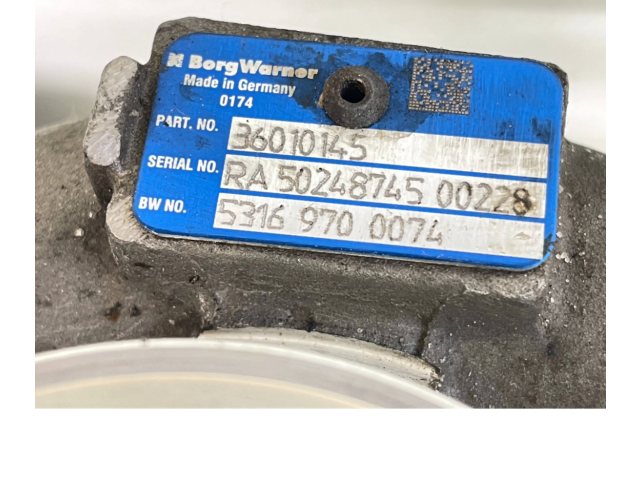 BorgWarner
Made in Germany
0174
PART. NO. 36010145
SERIAL NO. RA 50248745 00228
BW NO. 5316 970 0074